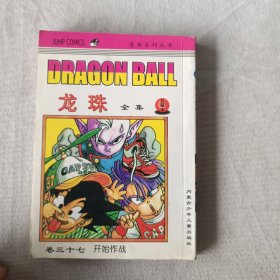 JUMP COMICS 漫画系列丛书
DRAGON BALL
龙珠 全集
CAPSULE
卷三十七 开始作战
内蒙古少年儿童出版社